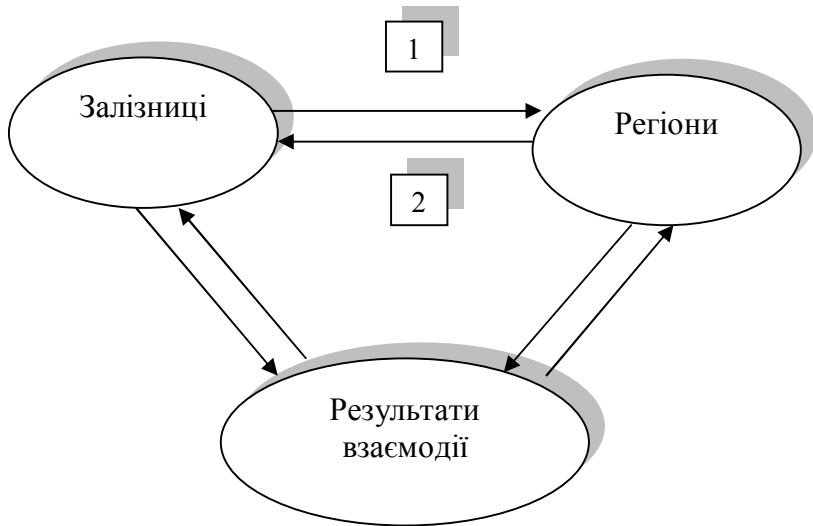 1
Залізниці
Регіони
2
Результати
взаємодії